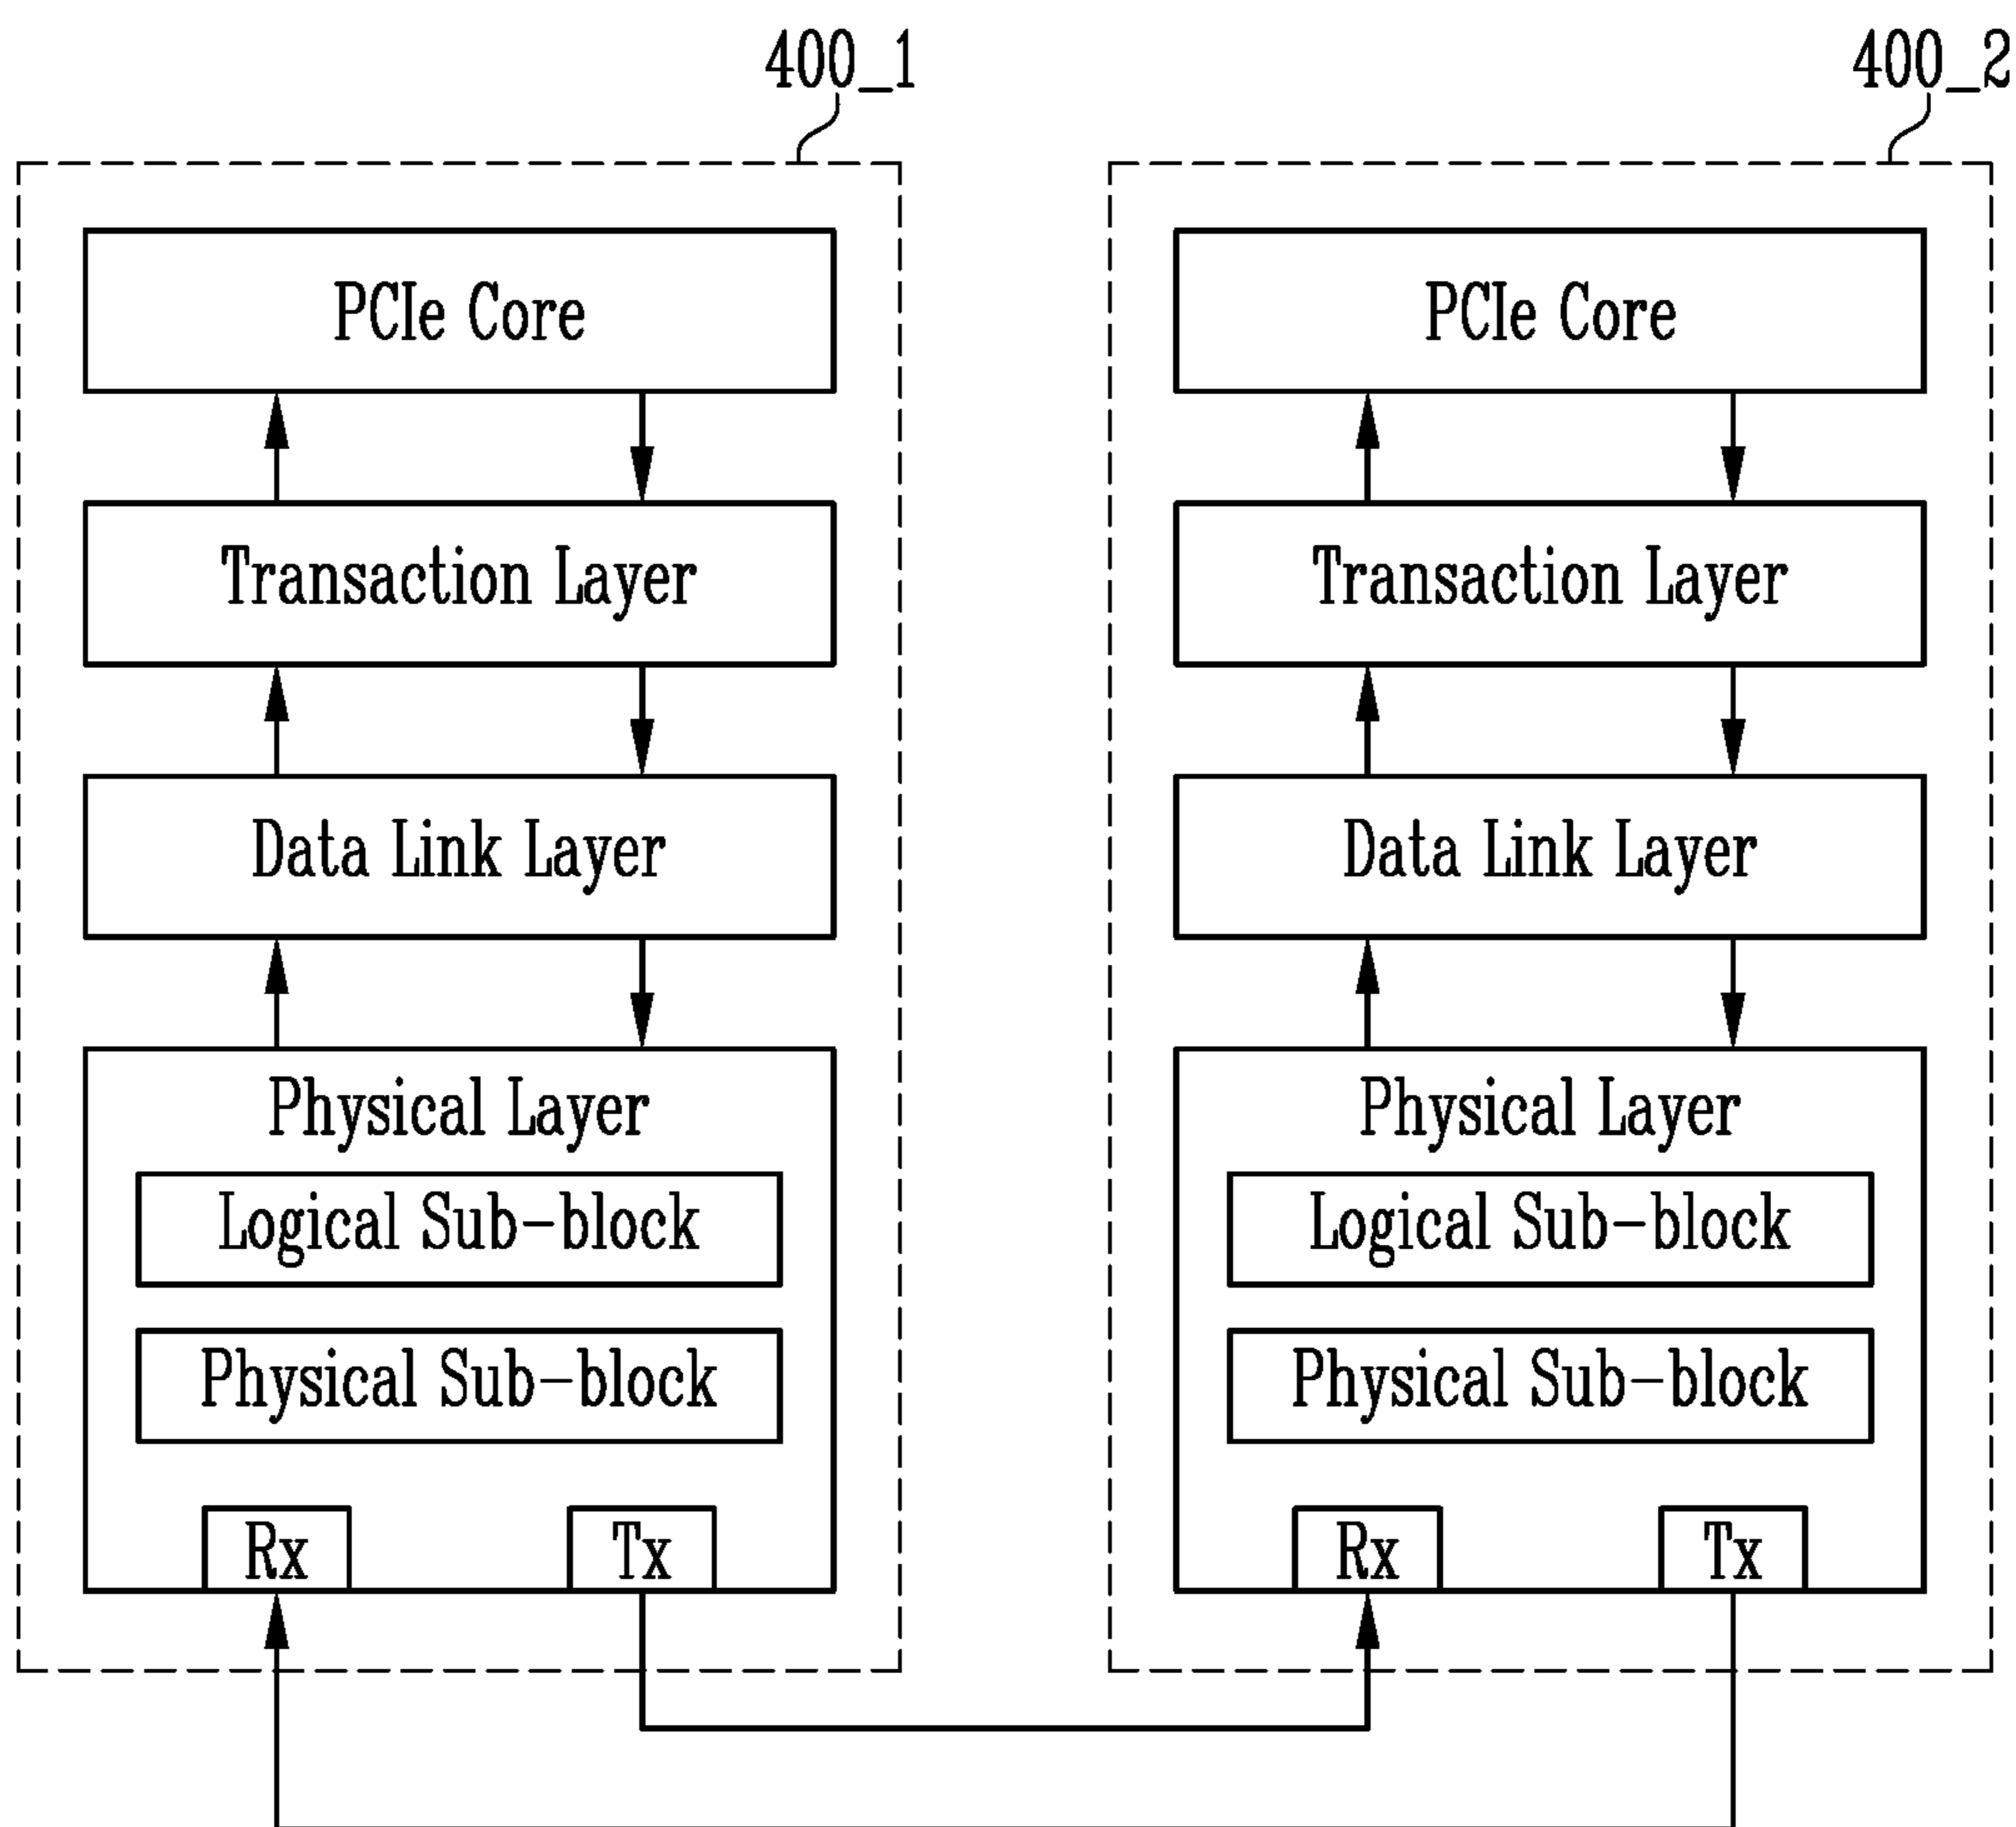 400_1
400_2
PCIe Core
PCIe Core
Transaction Layer
Transaction Layer
Data Link Layer
Data Link Layer
Physical Layer
Physical Layer
Logical Sub-block
Logical Sub-block
Physical Sub-block
Physical Sub-block
Rx
Tx
Rx
Tx